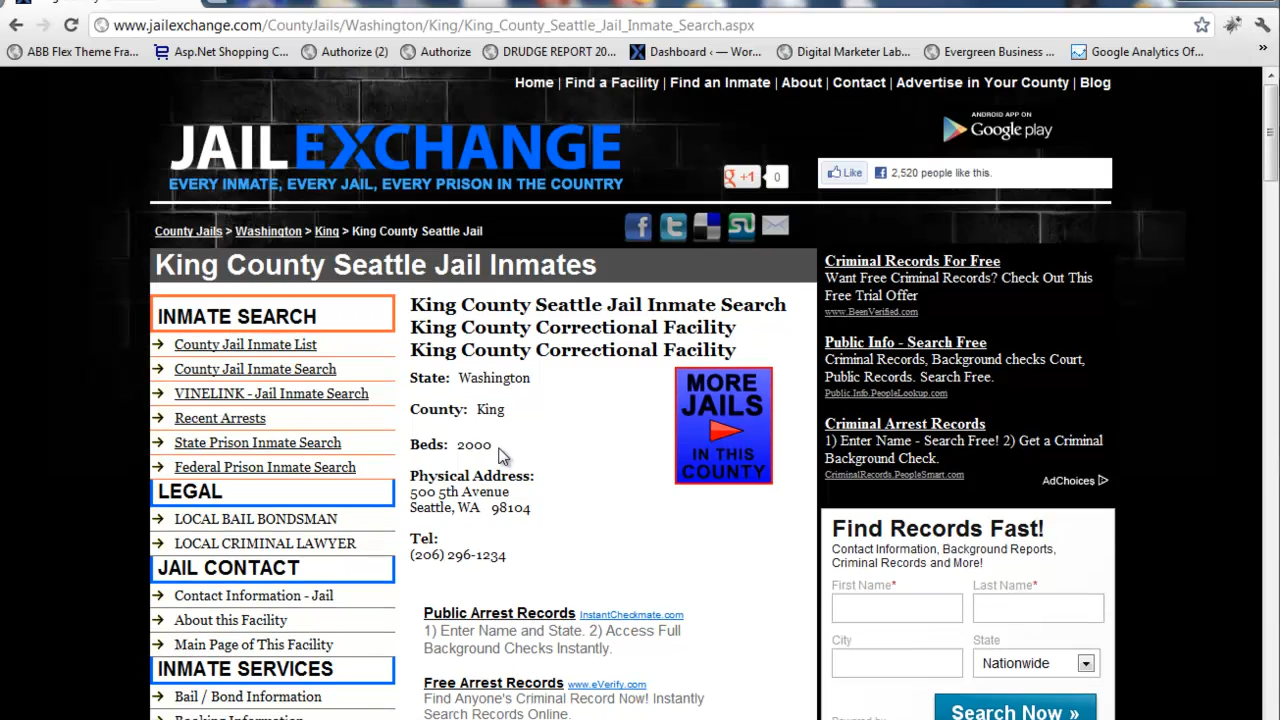 www.jailexchange.com/CountyJails/Washington/King/King_County_Seattle_Jail_Inmate_Search.aspx
ABB Flex Theme Fra... Asp.Net Shopping C... Authorize (2) Authorize DRUDGE REPORT 20... Dashboard ‹ — Wor... Digital Marketer Lab... Evergreen Business ... Google Analytics Of... »
Home | Find a Facility | Find an Inmate | About | Contact | Advertise in Your County | Blog
ANDROID APP ON
Google play
JAILEXCHANGE
EVERY INMATE, EVERY JAIL, EVERY PRISON IN THE COUNTRY
+1 0
Like 2,520 people like this.
County Jails > Washington > King > King County Seattle Jail
King County Seattle Jail Inmates
INMATE SEARCH
County Jail Inmate List
County Jail Inmate Search
VINELINK - Jail Inmate Search
Recent Arrests
State Prison Inmate Search
Federal Prison Inmate Search
LEGAL
LOCAL BAIL BONDSMAN
LOCAL CRIMINAL LAWYER
JAIL CONTACT
Contact Information - Jail
About this Facility
Main Page of This Facility
INMATE SERVICES
Bail / Bond Information
Booking Information
King County Seattle Jail Inmate Search
King County Correctional Facility
King County Correctional Facility
State: Washington
County: King
Beds: 2000
Physical Address:
500 5th Avenue
Seattle, WA 98104
Tel:
(206) 296-1234
MORE
JAILS
IN THIS
COUNTY
Public Arrest Records InstantCheckmate.com
1) Enter Name and State. 2) Access Full
Background Checks Instantly.
Free Arrest Records www.eVerify.com
Find Anyone's Criminal Record Now! Instantly
Search Records Online.
Criminal Records For Free
Want Free Criminal Records? Check Out This
Free Trial Offer
www.BeenVerified.com
Public Info - Search Free
Criminal Records, Background checks Court,
Public Records. Search Free.
Public.Info.PeopleLookup.com
Criminal Arrest Records
1) Enter Name - Search Free! 2) Get a Criminal
Background Check.
CriminalRecords.PeopleSmart.com
AdChoices
Find Records Fast!
Contact Information, Background Reports,
Criminal Records and More!
First Name* Last Name*
City State
Nationwide
Search Now »
Powered by